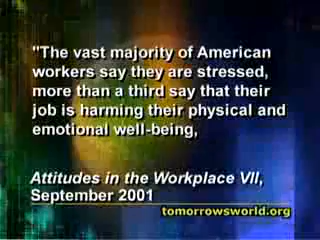 "The vast majority of American
workers say they are stressed,
more than a third say that their
job is harming their physical and
emotional well-being,
Attitudes in the Workplace VII,
September 2001
tomorrowsworld.org